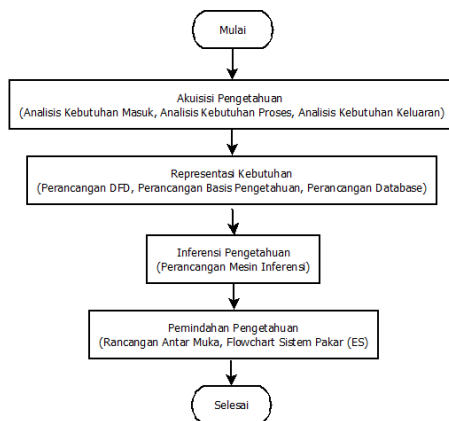 Mulai
Akuisisi Pengetahuan
(Analisis Kebutuhan Masuk, Analisis Kebutuhan Proses, Analisis Kebutuhan Keluaran)
Representasi Kebutuhan
(Perancangan DFD, Perancangan Basis Pengetahuan, Perancangan Database)
Inferensi Pengetahuan
(Perancangan Mesin Inferensi)
Pemindahan Pengetahuan
(Rancangan Antar Muka, Flowchart Sistem Pakar (ES)
Selesai